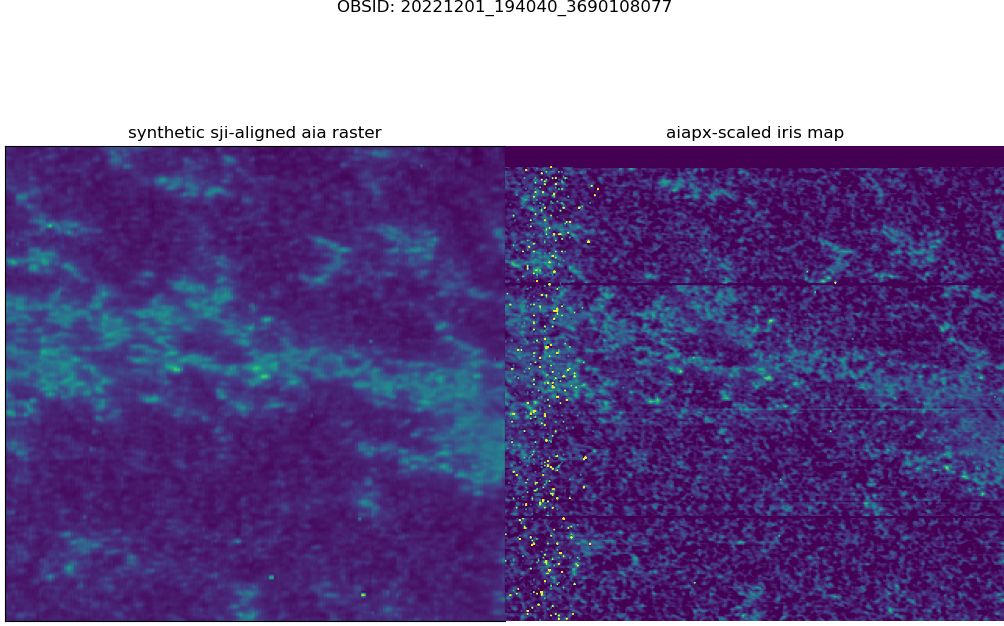 OBSID: 20221201_194040_3690108077
synthetic sji-aligned aia raster
aiapx-scaled iris map